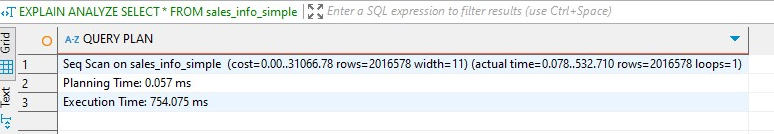 EXPLAIN ANALYZE SELECT * FROM sales_info_simple Enter a SQL expression to filter results (use Ctrl+Space)
Grid
Text
A-Z QUERY PLAN
1 Seq Scan on sales_info_simple (cost=0.00..31066.78 rows=2016578 width=11) (actual time=0.078..532.710 rows=2016578 loops=1)
2 Planning Time: 0.057 ms
3 Execution Time: 754.075 ms